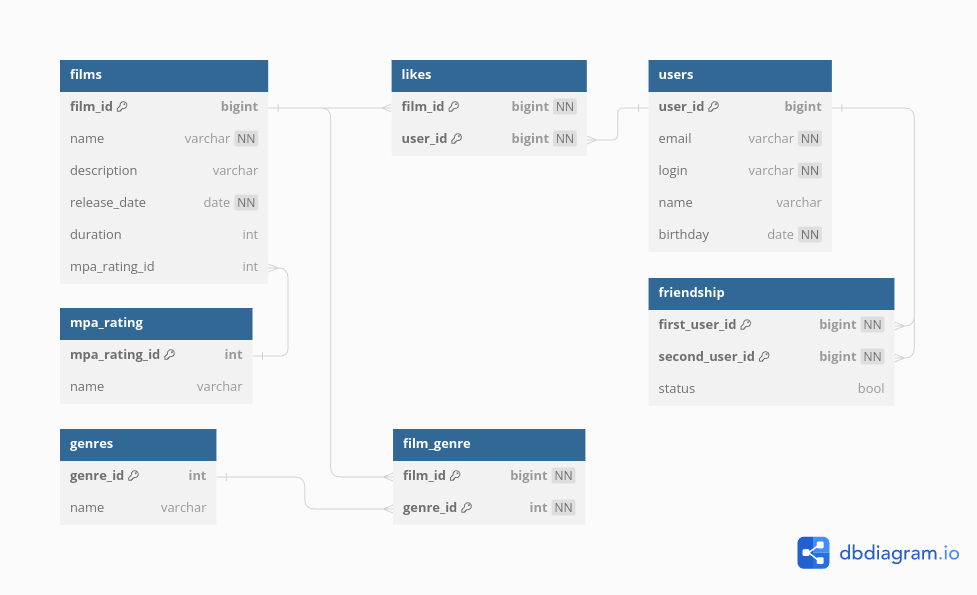 films
film_id bigint
name varchar NN
description varchar
release_date date NN
duration int
mpa_rating_id int
mpa_rating
mpa_rating_id int
name varchar
genres
genre_id int
name varchar
likes
film_id bigint NN
user_id bigint NN
film_genre
film_id bigint NN
genre_id int NN
users
user_id bigint
email varchar NN
login varchar NN
name varchar
birthday date NN
friendship
first_user_id bigint NN
second_user_id bigint NN
status bool
dbdiagram.io